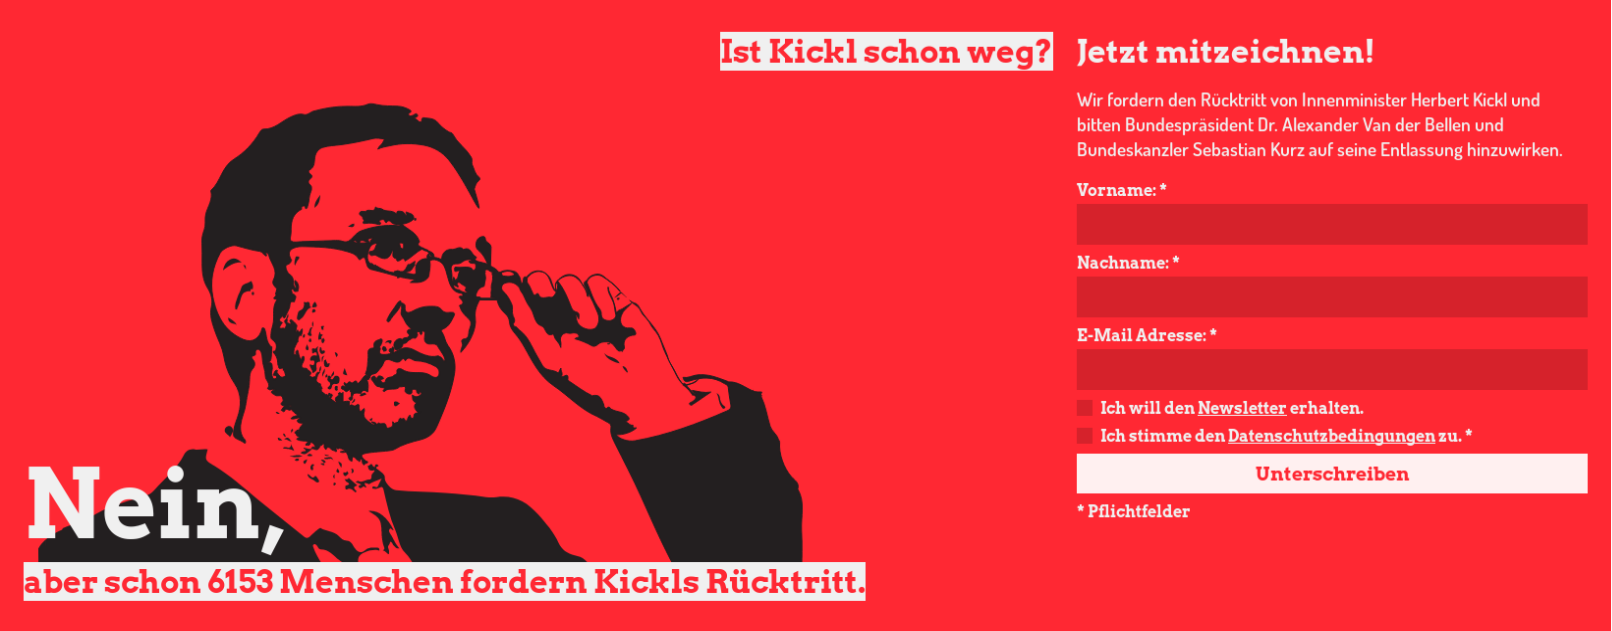 Ist Kickl schon weg?
Nein,
aber schon 6153 Menschen fordern Kickls Rücktritt.
Jetzt mitzeichnen!
Wir fordern den Rücktritt von Innenminister Herbert Kickl und
bitten Bundespräsident Dr. Alexander Van der Bellen und
Bundeskanzler Sebastian Kurz auf seine Entlassung hinzuwirken.
Vorname: *
Nachname: *
E-Mail Adresse: *
Ich will den Newsletter erhalten.
Ich stimme den Datenschutzbedingungen zu. *
Unterschreiben
* Pflichtfelder